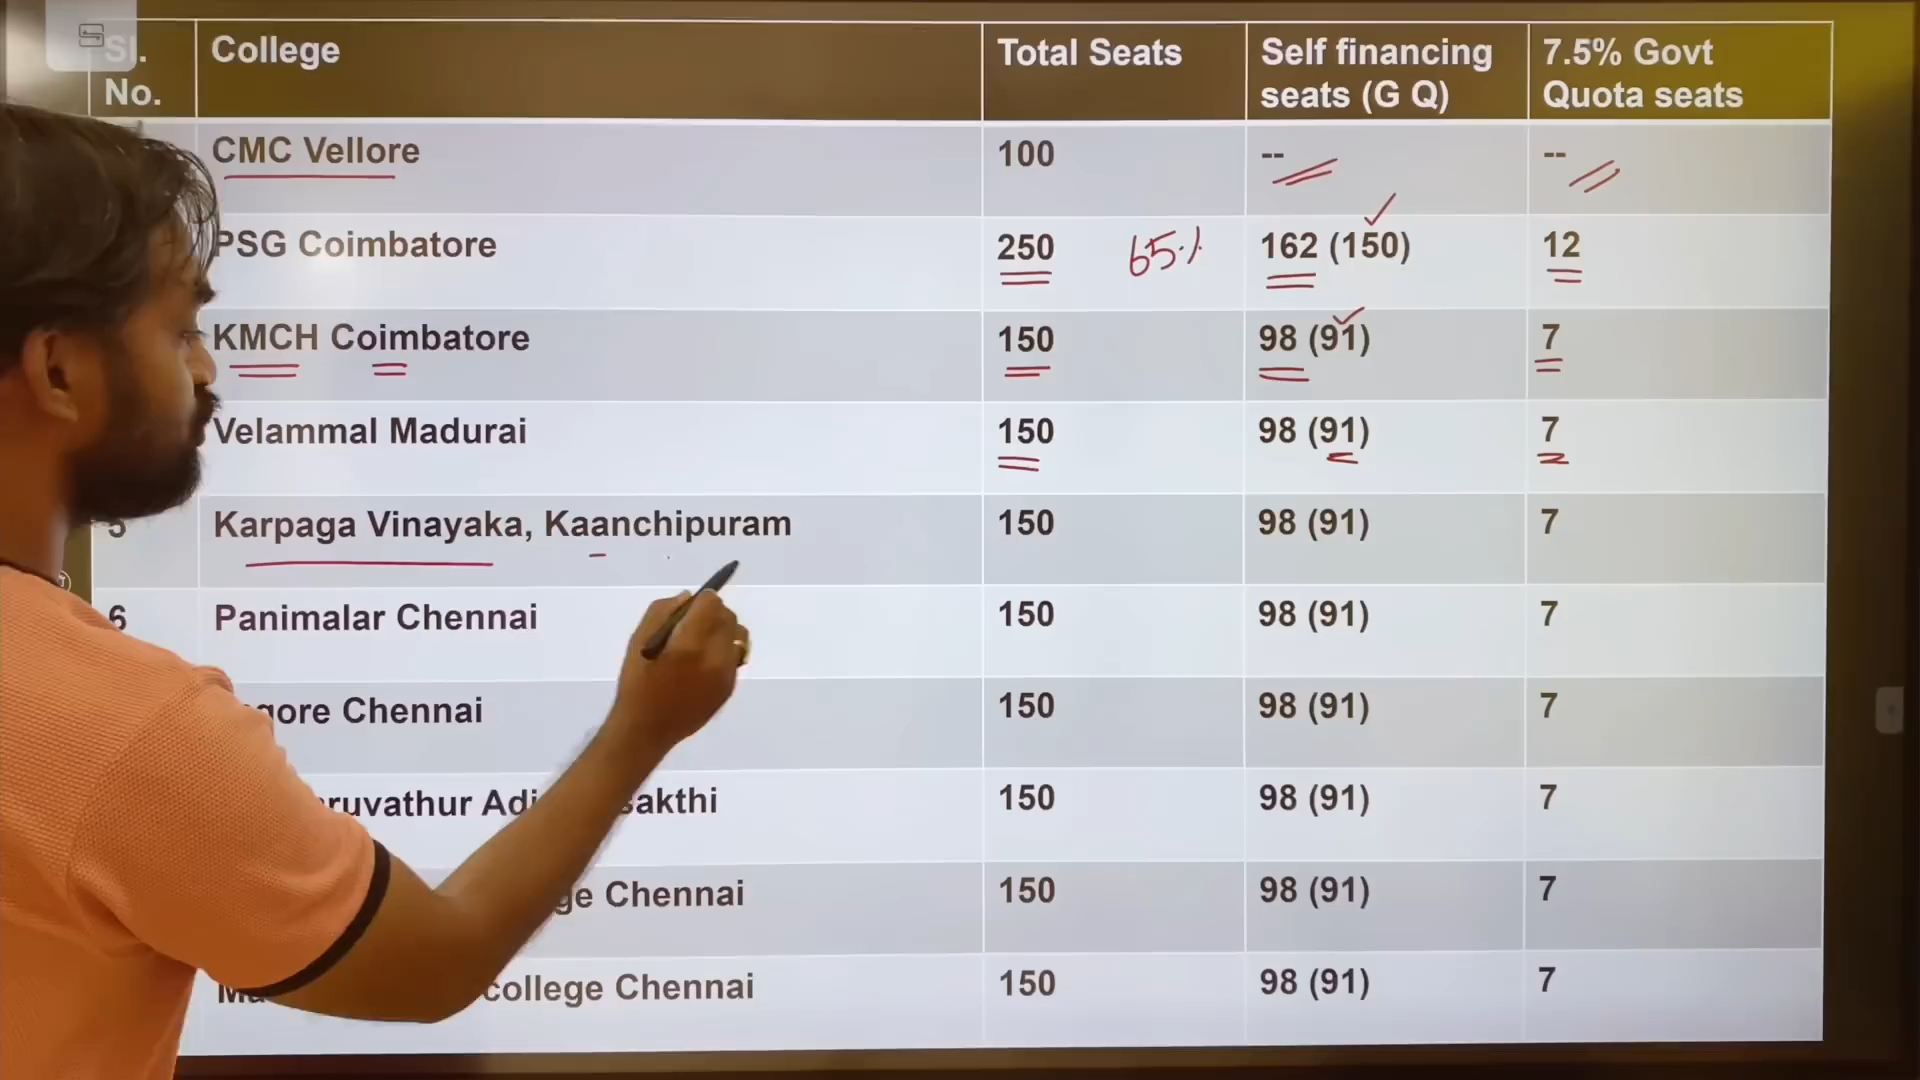 Sl. No. College Total Seats Self financing seats (G Q) 7.5% Govt Quota seats
CMC Vellore 100 -- --
PSG Coimbatore 250 65% 162 (150) 12
KMCH Coimbatore 150 98 (91) 7
Velammal Madurai 150 98 (91) 7
5 Karpaga Vinayaka, Kaanchipuram 150 98 (91) 7
6 Panimalar Chennai 150 98 (91) 7
Chennai 150 98 (91) 7
150 98 (91) 7
Chennai 150 98 (91) 7
college Chennai 150 98 (91) 7